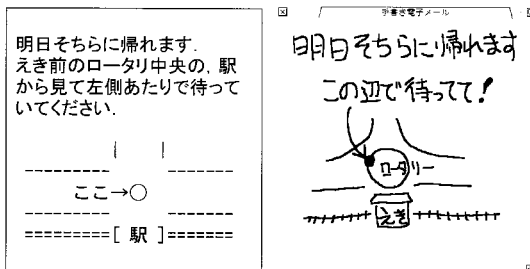 明日そちらに帰れます.
えき前のロータリ中央の, 駅
から見て左側あたりで待って
いてください.
ここ→○
========[ 駅 ]=======
手書き電子メール
明日そちらに帰れます
この辺で待ってて!
ロータリー
えき